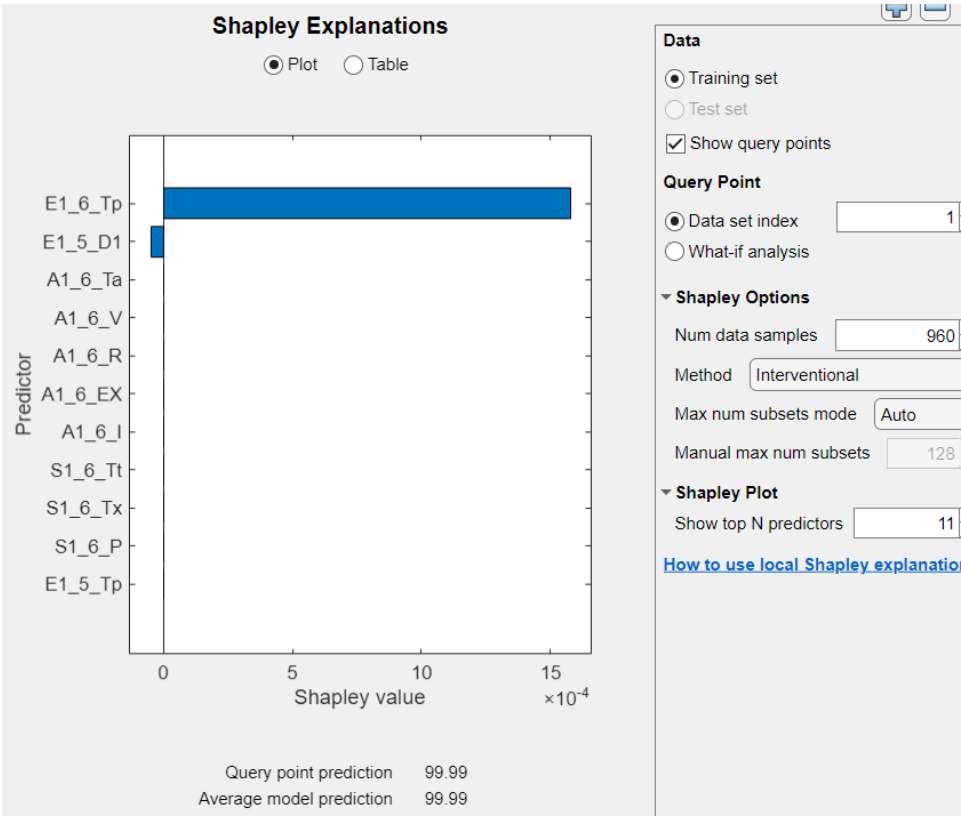 Shapley Explanations
Plot Table
E1_6_Tp
E1_5_D1
A1_6_Ta
A1_6_V
A1_6_R
A1_6_EX
A1_6_I
S1_6_Tt
S1_6_Tx
S1_6_P
E1_5_Tp
Predictor
0 5 10 15
Shapley value ×10-4
Query point prediction 99.99
Average model prediction 99.99
Data
Training set
Test set
Show query points
Query Point
Data set index 1
What-if analysis
Shapley Options
Num data samples 960
Method Interventional
Max num subsets mode Auto
Manual max num subsets 128
Shapley Plot
Show top N predictors 11
How to use local Shapley explanation